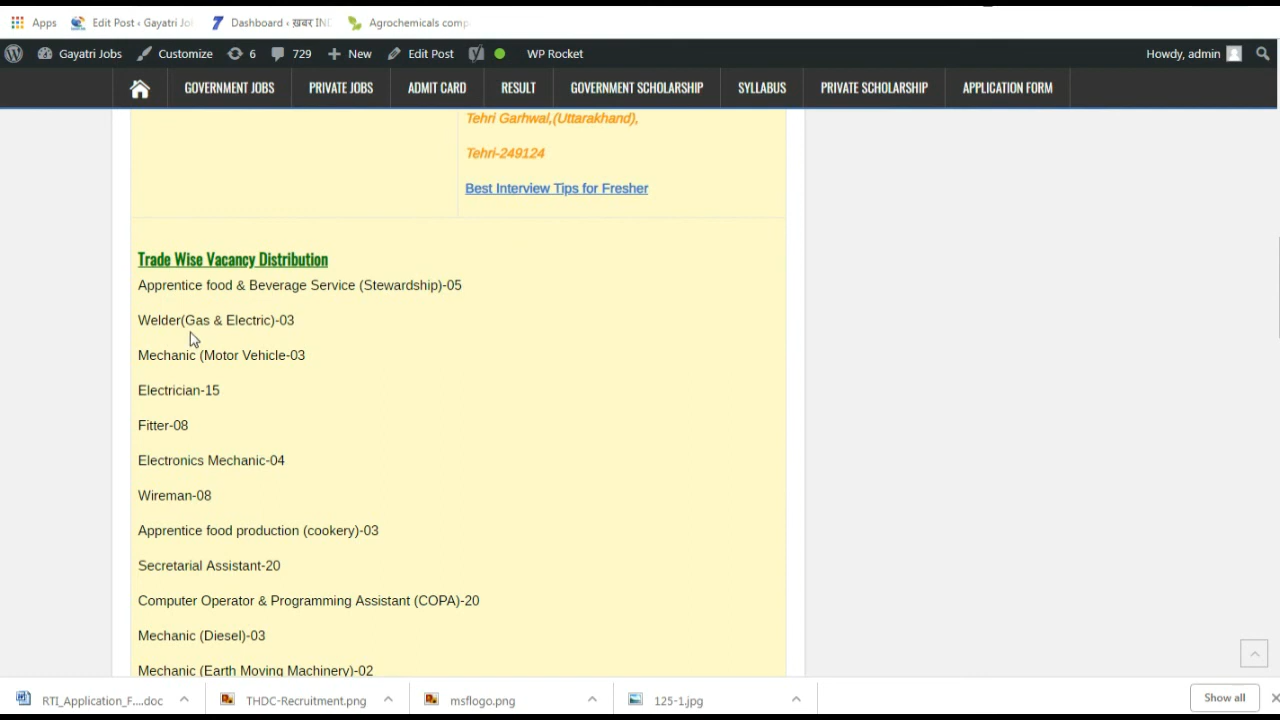 Apps Edit Post ‹ Gayatri Jo Dashboard ‹ ख़बर IND Agrochemicals comp
Gayatri Jobs Customize 6 729 New Edit Post WP Rocket Howdy, admin
GOVERNMENT JOBS PRIVATE JOBS ADMIT CARD RESULT GOVERNMENT SCHOLARSHIP SYLLABUS PRIVATE SCHOLARSHIP APPLICATION FORM
Tehri Garhwal,(Uttarakhand),
Tehri-249124
Best Interview Tips for Fresher
Trade Wise Vacancy Distribution
Apprentice food & Beverage Service (Stewardship)-05
Welder(Gas & Electric)-03
Mechanic (Motor Vehicle-03
Electrician-15
Fitter-08
Electronics Mechanic-04
Wireman-08
Apprentice food production (cookery)-03
Secretarial Assistant-20
Computer Operator & Programming Assistant (COPA)-20
Mechanic (Diesel)-03
Mechanic (Earth Moving Machinery)-02
RTI_Application_F....doc THDC-Recruitment.png msflogo.png 125-1.jpg Show all